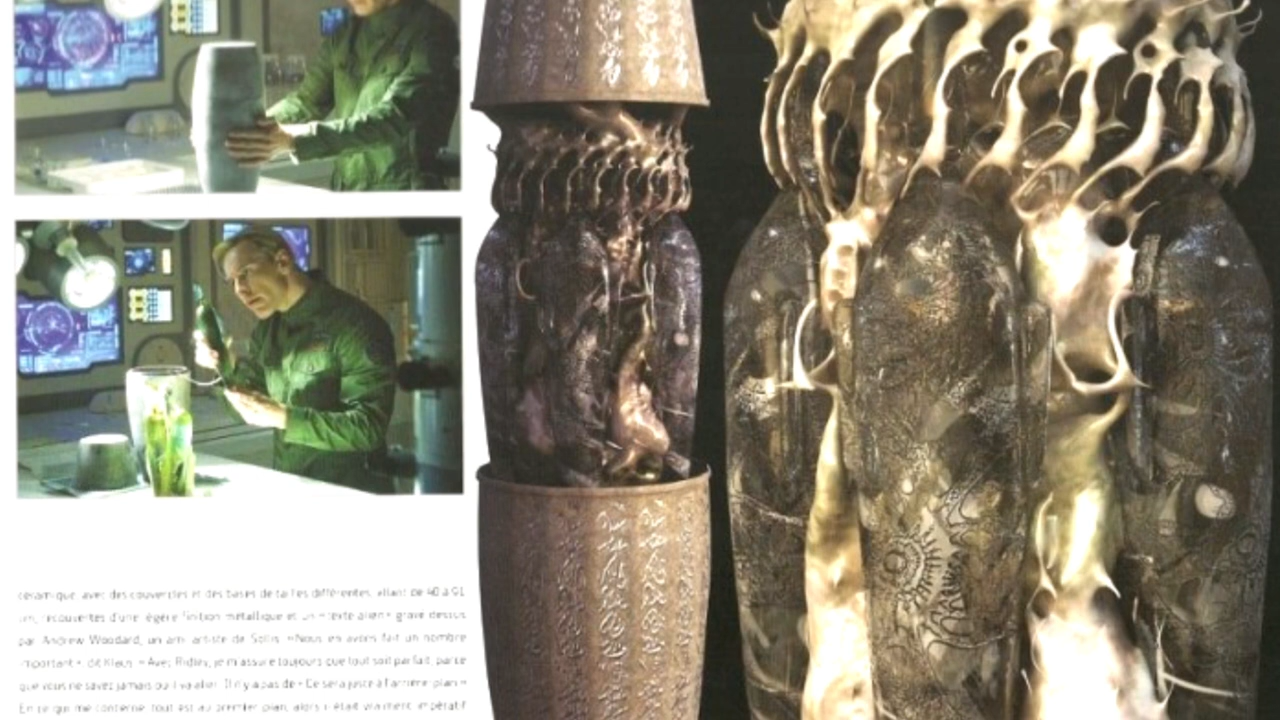 céramique, avec des couvercles et des bases de tailles différentes, allant de 40 à 91
cm, recouvertes d'une légère finition métallique et un « texte alien » gravé dessus
par Andrew Woodard, un ami artiste de Sollis. « Nous en avons fait un nombre
important », dit Klaus. « Avec Ridley, je m'assure toujours que tout soit parfait, parce
que vous ne savez jamais où il va aller. Il n'y a pas de « Ce sera juste à l'arrière-plan »
En ce qui me concerne, tout est au premier plan, alors c'était vraiment impératif